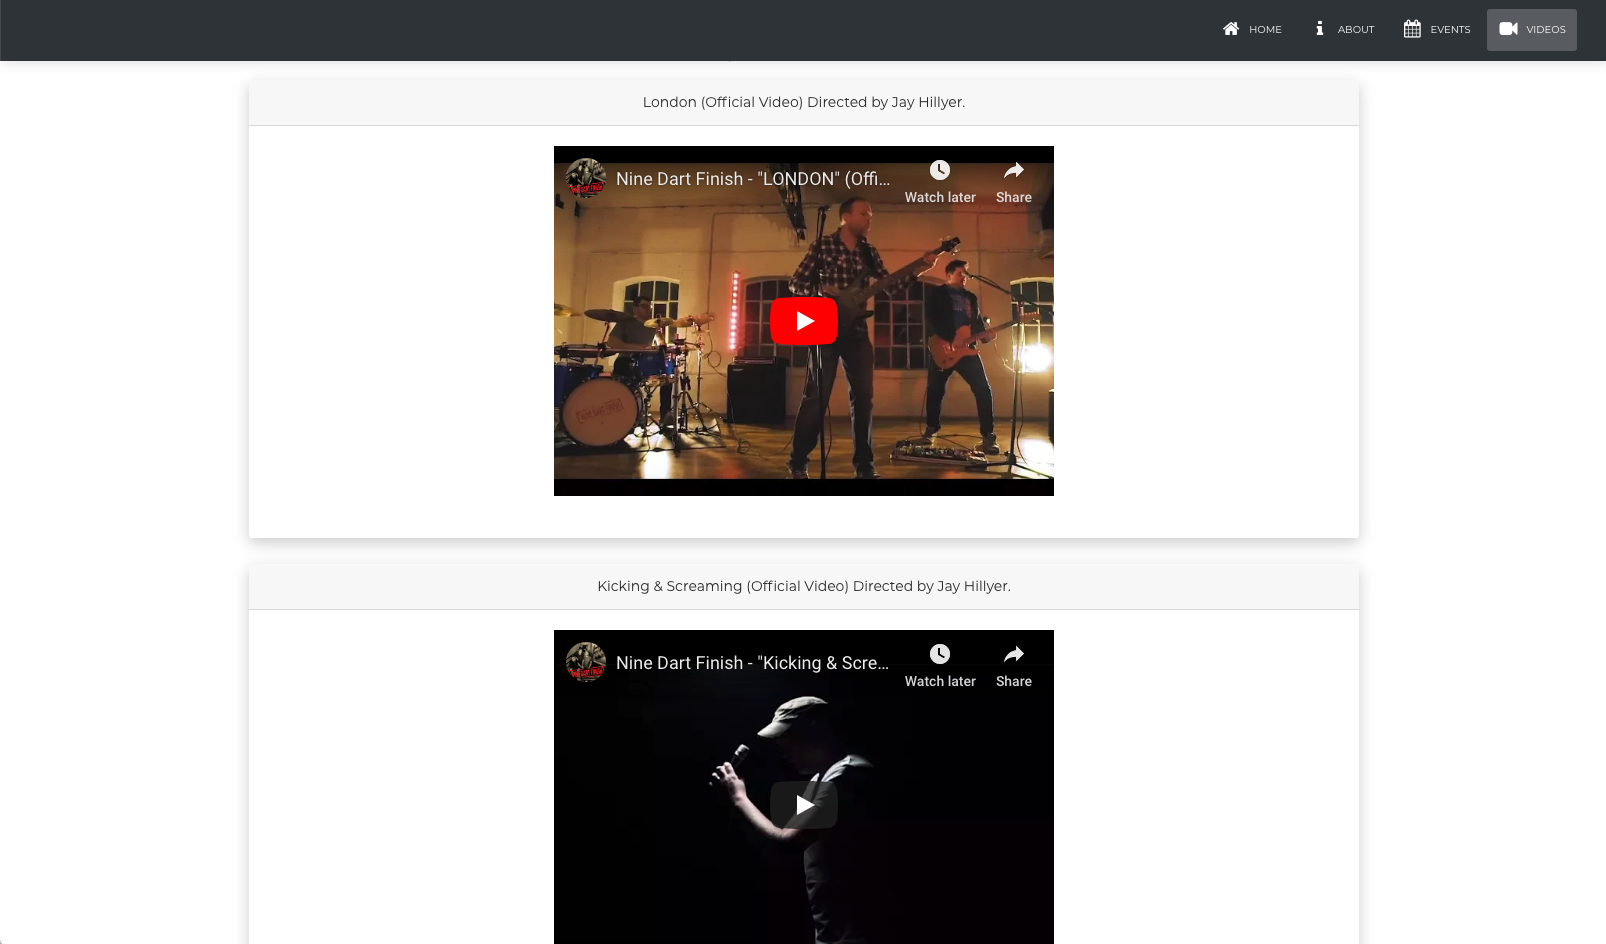 HOME
ABOUT
EVENTS
VIDEOS
London (Official Video) Directed by Jay Hillyer.
Nine Dart Finish - "LONDON" (Offi...
Watch later
Share
Kicking & Screaming (Official Video) Directed by Jay Hillyer.
Nine Dart Finish - "Kicking & Scre...
Watch later
Share